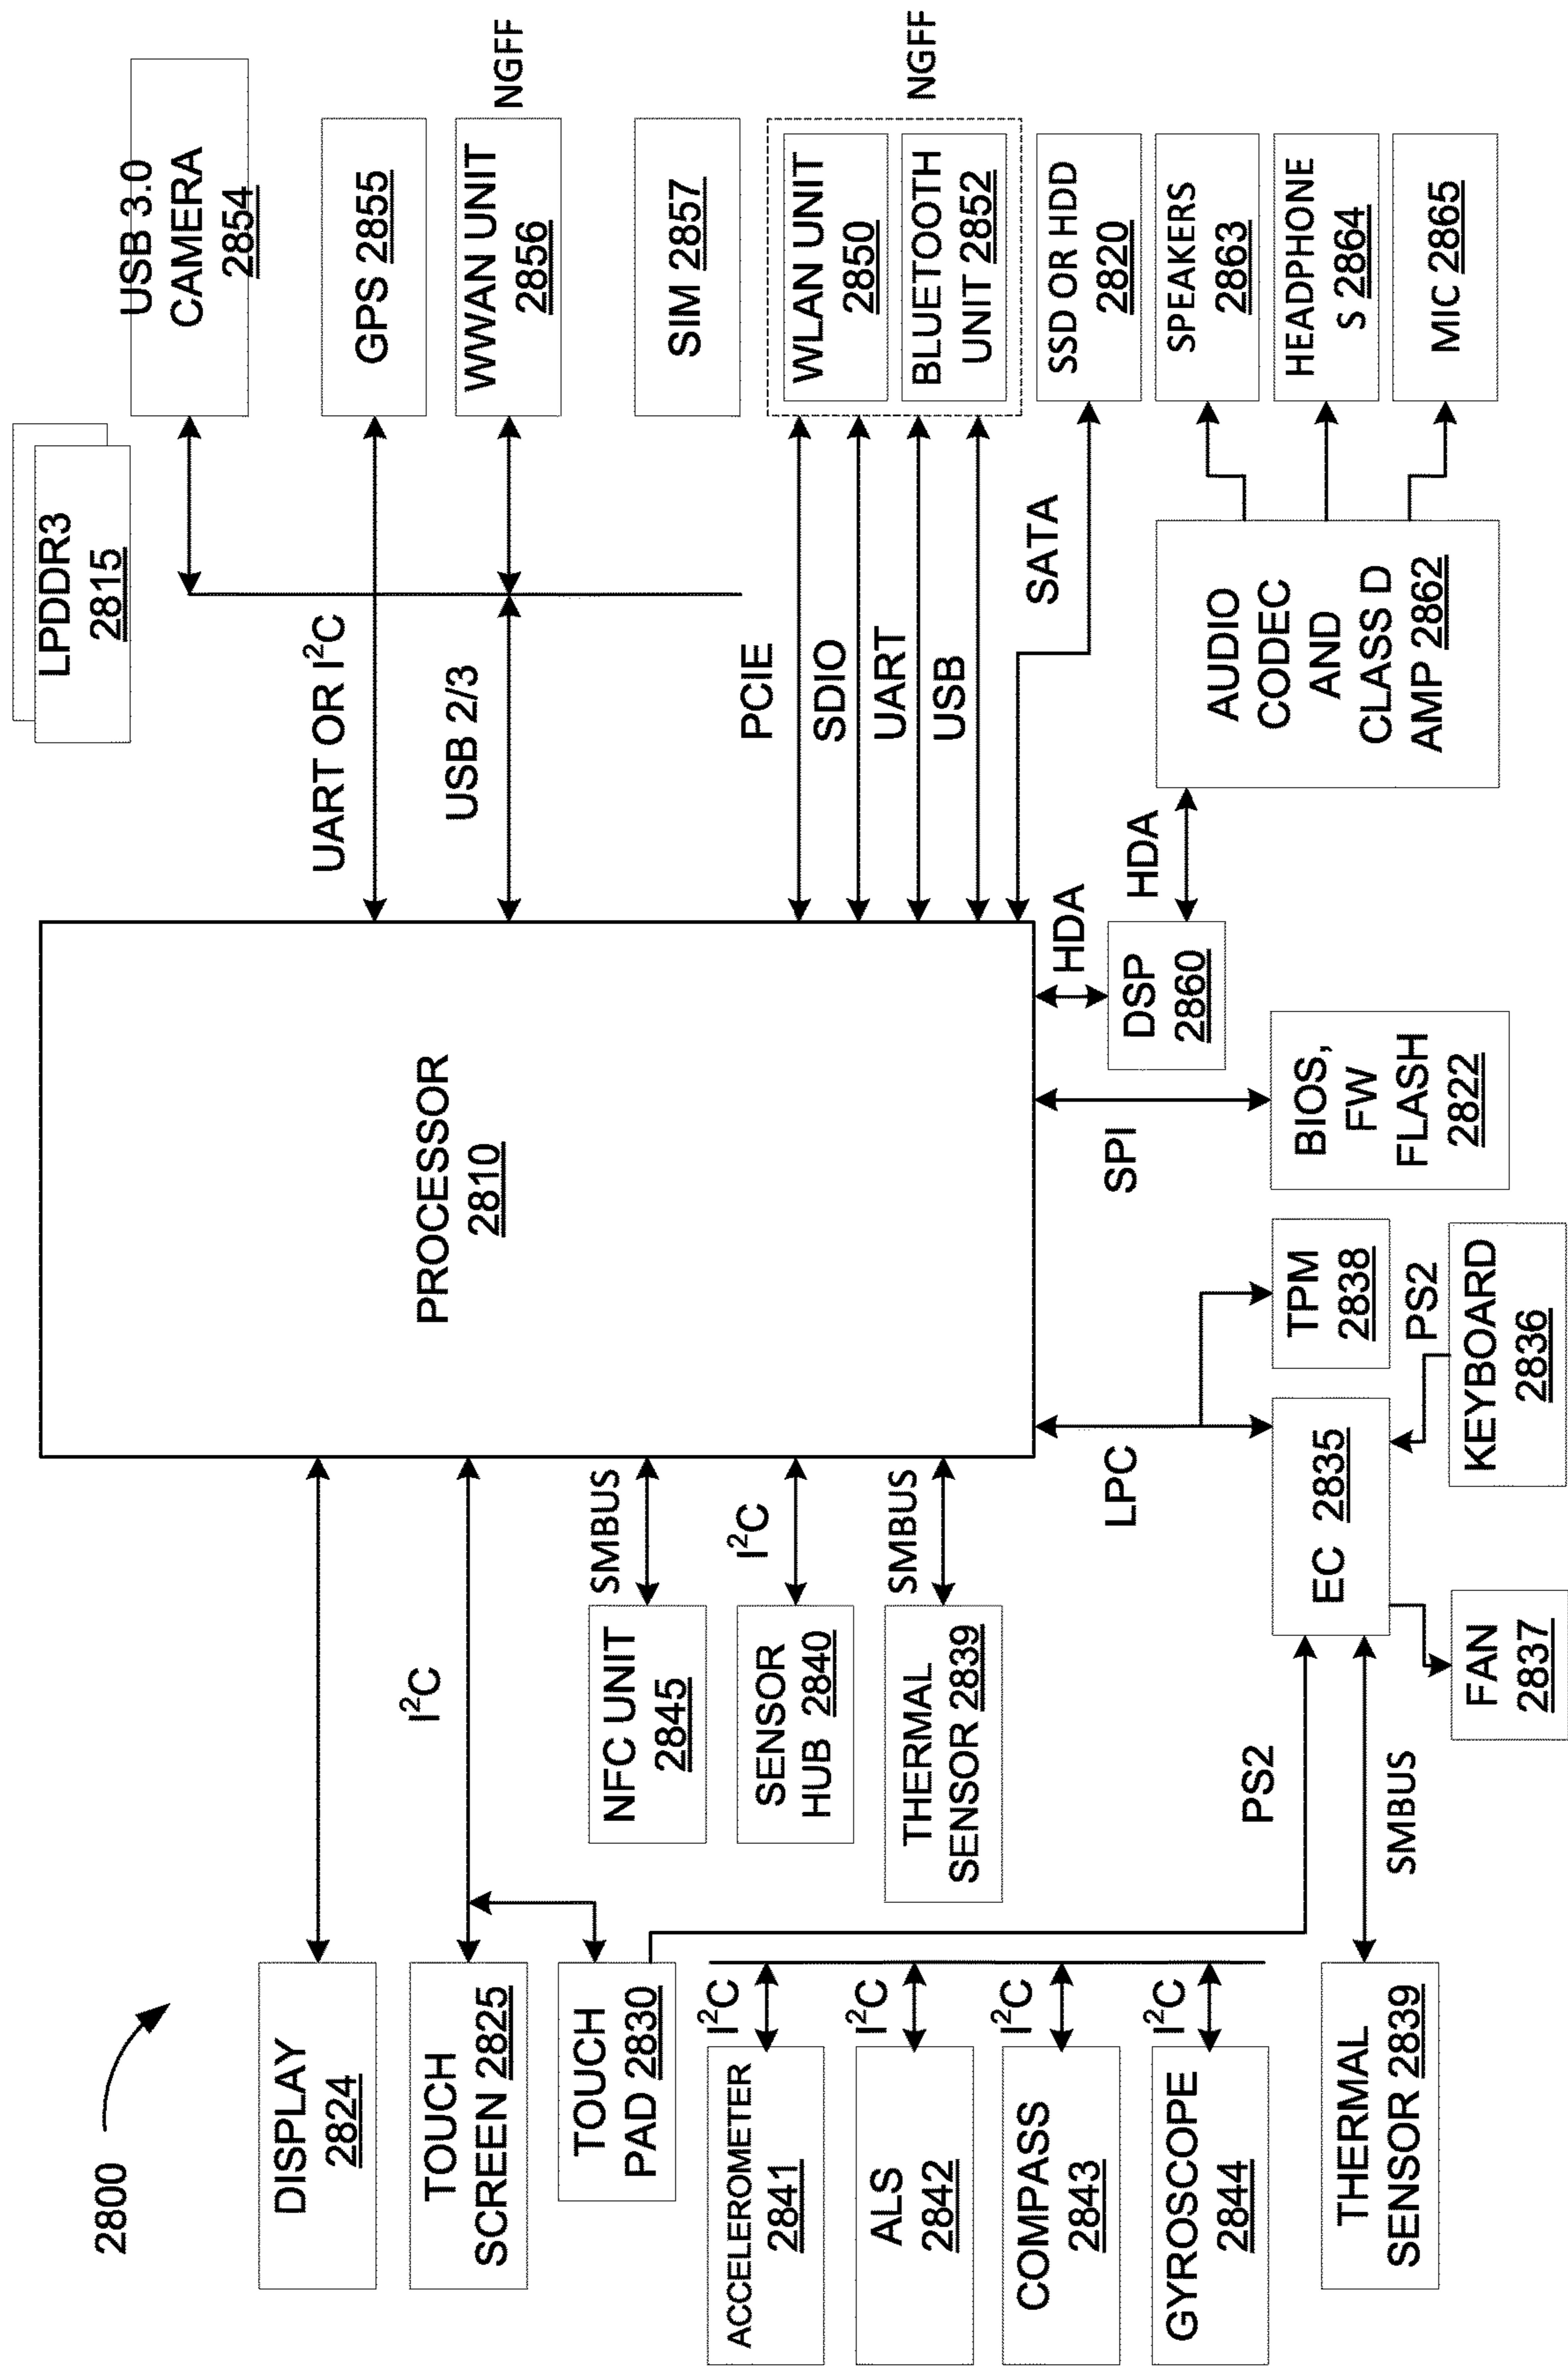 2800
LPDDR3
2815
DISPLAY
2824
TOUCH
SCREEN 2825
TOUCH
PAD 2830
I²C
ACCELEROMETER
2841
I²C
ALS
2842
I²C
COMPASS
2843
I²C
GYROSCOPE
2844
I²C
THERMAL
SENSOR 2839
SMBUS
PS2
NFC UNIT
2845
SMBUS
SENSOR
HUB 2840
I²C
THERMAL
SENSOR 2839
SMBUS
PROCESSOR
2810
LPC
EC 2835
FAN
2837
TPM
2838
PS2
KEYBOARD
2836
SPI
BIOS,
FW
FLASH
2822
HDA
DSP
2860
HDA
AUDIO
CODEC
AND
CLASS D
AMP 2862
UART OR I²C
USB 2/3
PCIE
SDIO
UART
USB
SATA
USB 3.0
CAMERA
2854
GPS 2855
WWAN UNIT
2856
NGFF
SIM 2857
WLAN UNIT
2850
BLUETOOTH
UNIT 2852
NGFF
SSD OR HDD
2820
SPEAKERS
2863
HEADPHONE
S 2864
MIC 2865